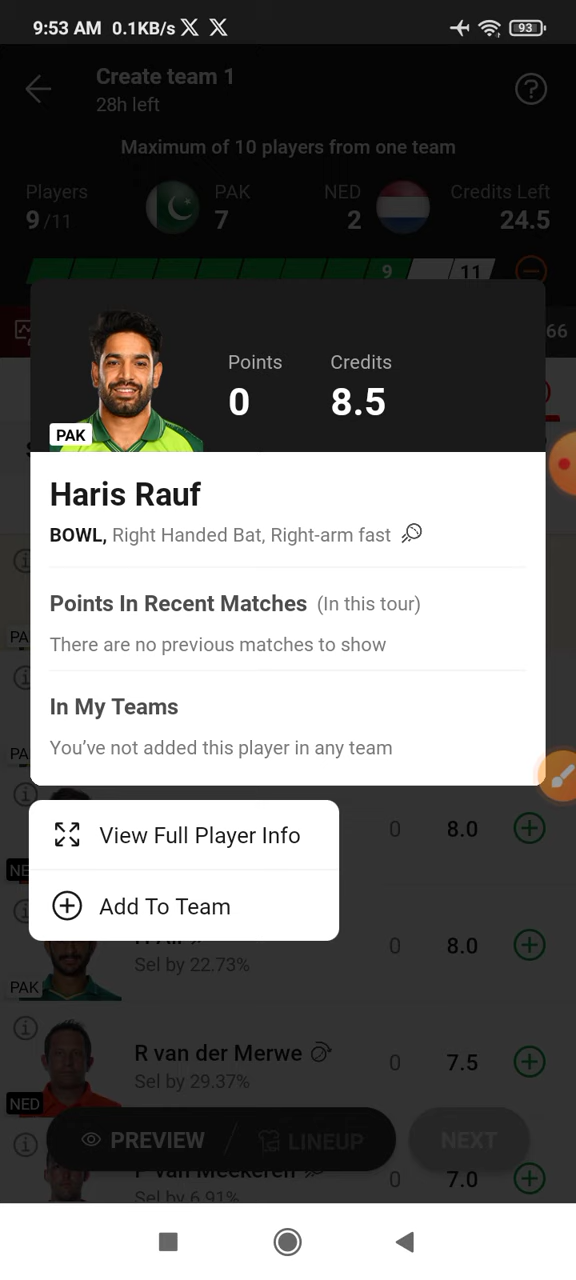 9:53 AM 0.1KB/s X X
93
Create team 1
28h left
Maximum of 10 players from one team
Players PAK NED Credits Left
9/11 7 2 24.5
9 11
66
Points Credits
0 8.5
PAK
Haris Rauf
BOWL, Right Handed Bat, Right-arm fast
Points In Recent Matches (In this tour)
There are no previous matches to show
In My Teams
You've not added this player in any team
View Full Player Info
0 8.0
Add To Team
0 8.0
Sel by 22.73%
PAK
R van der Merwe
0 7.5
Sel by 29.37%
NED
PREVIEW / LINEUP
NEXT
van Meekeren
0 7.0
Sel by 6.91%